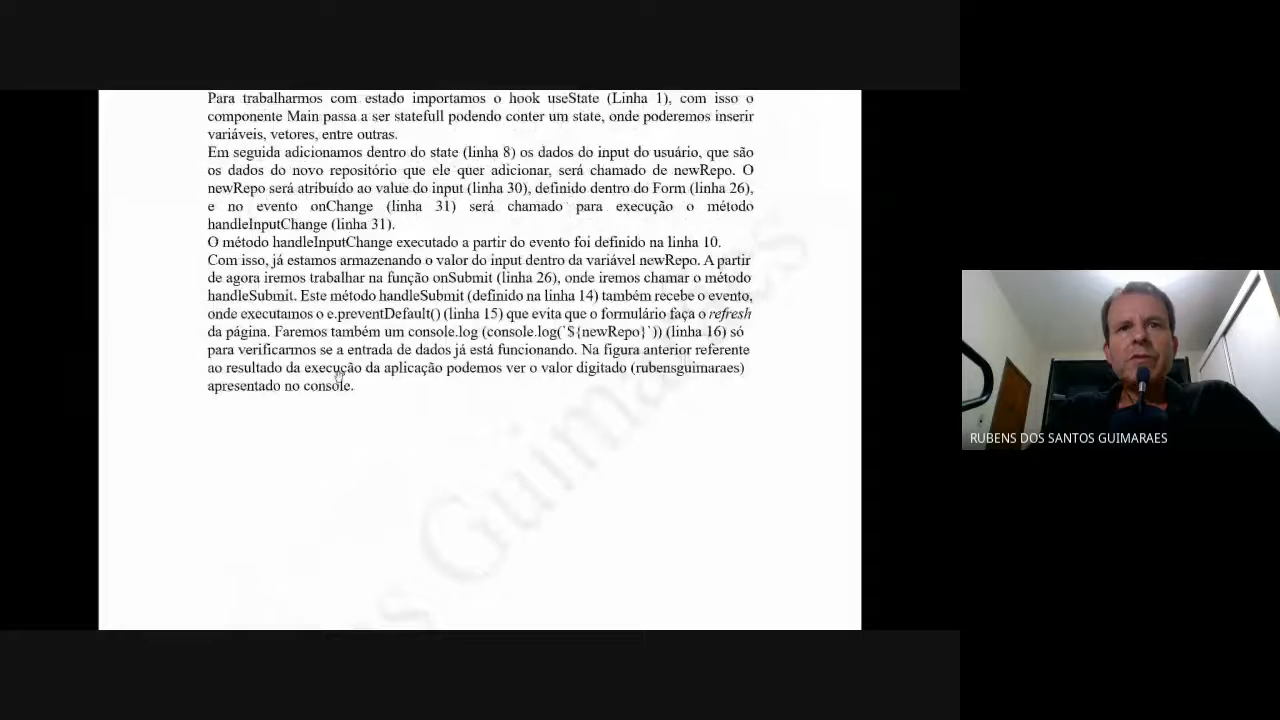 Para trabalharmos com estado importamos o hook useState (Linha 1), com isso o
componente Main passa a ser statefull podendo conter um state, onde poderemos inserir
variáveis, vetores, entre outras.
Em seguida adicionamos dentro do state (linha 8) os dados do input do usuário, que são
os dados do novo repositório que ele quer adicionar, será chamado de newRepo. O
newRepo será atribuído ao value do input (linha 30), definido dentro do Form (linha 26),
e no evento onChange (linha 31) será chamado para execução o método
handleInputChange (linha 31).
O método handleInputChange executado a partir do evento foi definido na linha 10.
Com isso, já estamos armazenando o valor do input dentro da variável newRepo. A partir
de agora iremos trabalhar na função onSubmit (linha 26), onde iremos chamar o método
handleSubmit. Este método handleSubmit (definido na linha 14) também recebe o evento,
onde executamos o e.preventDefault() (linha 15) que evita que o formulário faça o refresh
da página. Faremos também um console.log (console.log(`${newRepo}`)) (linha 16) só
para verificarmos se a entrada de dados já está funcionando. Na figura anterior referente
ao resultado da execução da aplicação podemos ver o valor digitado (rubensguimaraes)
apresentado no console.
Guimarães
RUBENS DOS SANTOS GUIMARAES